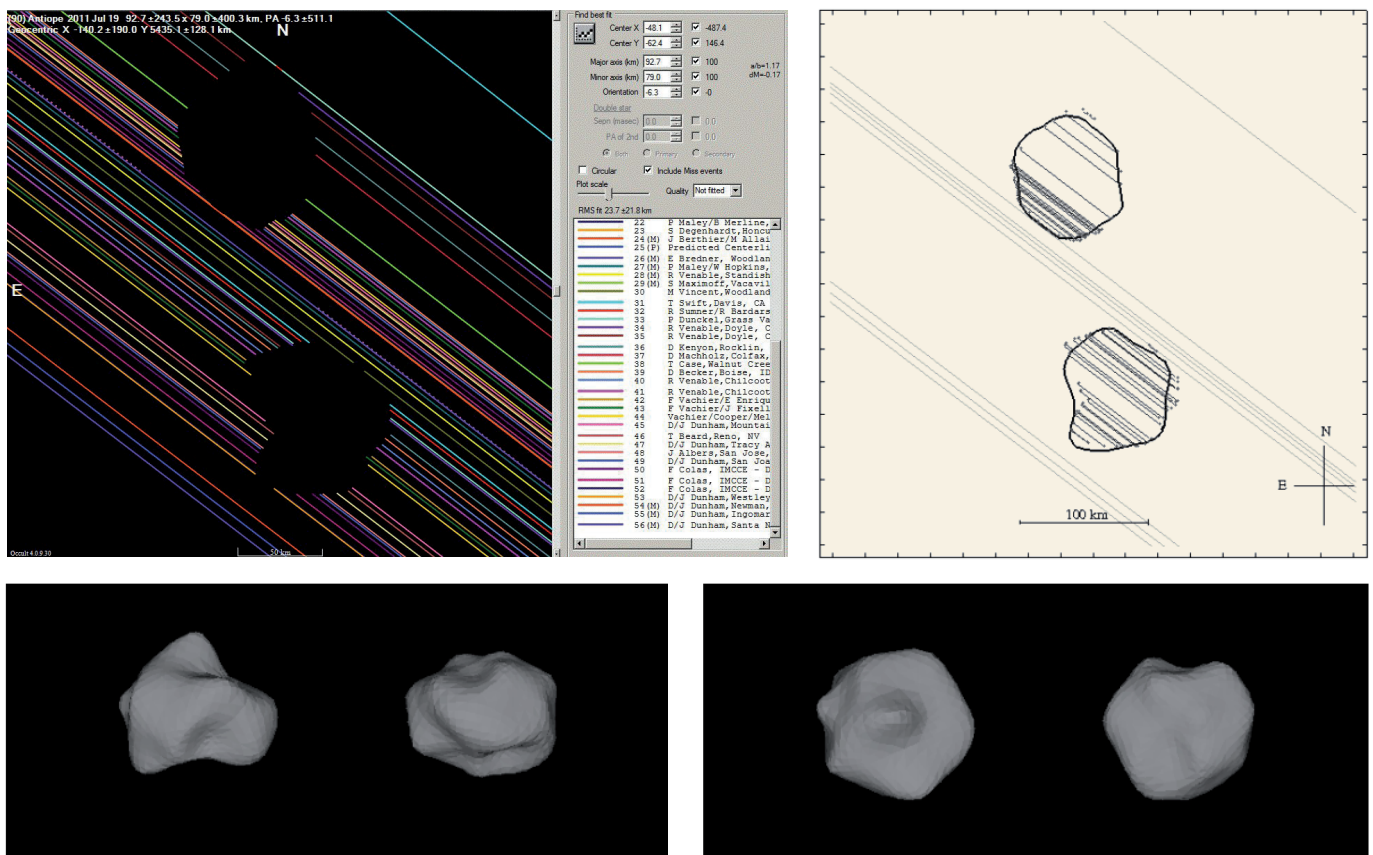 (90) Antiope 2011 Jul 19 92.7 ±243.5 x 79.0 ±400.3 km, PA -6.3 ±511.1
Geocentric X -140.2 ±190.0 Y 5435.1 ±128.1 km
N
E
Occult 4.0.9.30
50 km
Find best fit
Center X -48.1 -487.4
Center Y -62.4 146.4
Major axis (km) 92.7 100
Minor axis (km) 79.0 100
a/b=1.17
dM=-0.17
Orientation -6.3 -0
Double star
Sepn (masec) 0.0 0.0
PA of 2nd 0.0 0.0
Both Primary Secondary
Circular Include Miss events
Plot scale
Quality Not fitted
RMS fit 23.7 ±21.8 km
22 P Maley/B Merline,
23 S Degenhardt,Honcu
24(M) J Berthier/M Allai
25(P) Predicted Centerli
26(M) E Bredner, Woodlan
27(M) P Maley/W Hopkins,
28(M) R Venable,Standish
29(M) S Maximoff,Vacavil
30 M Vincent,Woodland
31 T Swift,Davis, CA
32 R Sumner/R Bardars
33 P Dunckel,Grass Va
34 R Venable,Doyle, C
35 R Venable,Doyle, C
36 D Kenyon,Rocklin,
37 D Machholz,Colfax,
38 T Case,Walnut Cree
39 D Becker,Boise, ID
40 R Venable,Chilcoot
41 R Venable,Chilcoot
42 F Vachier/E Enriqu
43 F Vachier/J Fixell
44 Vachier/Cooper/Mel
45 D/J Dunham,Mountai
46 T Beard,Reno, NV
47 D/J Dunham,Tracy A
48 J Albers,San Jose,
49 D/J Dunham,San Joa
50 F Colas, IMCCE - D
51 F Colas, IMCCE - D
52 F Colas, IMCCE - D
53 D/J Dunham,Westley
54(M) D/J Dunham,Newman,
55(M) D/J Dunham,Ingomar
56(M) D/J Dunham,Santa N
N
E
100 km